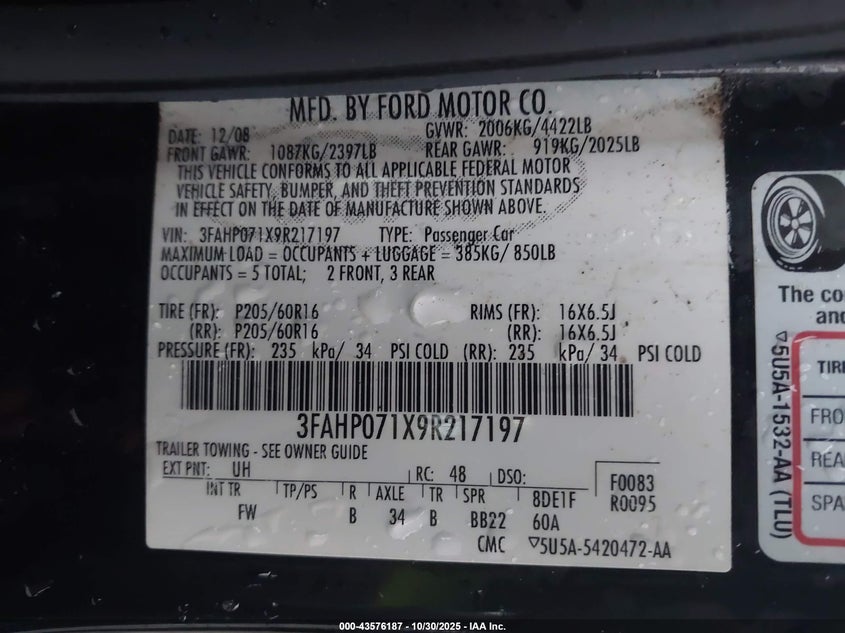 MFD. BY FORD MOTOR CO.
DATE: 12/08 GVWR: 2006KG/4422LB
FRONT GAWR: 1087KG/2397LB REAR GAWR: 919KG/2025LB
THIS VEHICLE CONFORMS TO ALL APPLICABLE FEDERAL MOTOR
VEHICLE SAFETY, BUMPER, AND THEFT PREVENTION STANDARDS
IN EFFECT ON THE DATE OF MANUFACTURE SHOWN ABOVE.
VIN: 3FAHP071X9R217197 TYPE: Passenger Car
MAXIMUM LOAD = OCCUPANTS + LUGGAGE = 385KG/ 850LB
OCCUPANTS = 5 TOTAL; 2 FRONT, 3 REAR
TIRE (FR): P205/60R16 RIMS (FR): 16X6.5J
(RR): P205/60R16 (RR): 16X6.5J
PRESSURE (FR): 235 kPa/ 34 PSI COLD (RR): 235 kPa/ 34 PSI COLD
3FAHP071X9R217197
TRAILER TOWING - SEE OWNER GUIDE
EXT PNT: UH RC: 48 DSO: F0083
INT TR TP/PS R AXLE TR SPR 8DE1F R0095
FW B 34 B BB22 60A
CMC ▽5U5A-5420472-AA
The co
and
▽5U5A-1532-AA (TLU)
TIRE
FRO
REA
SPA
000-43576187 - 10/30/2025 - IAA Inc.